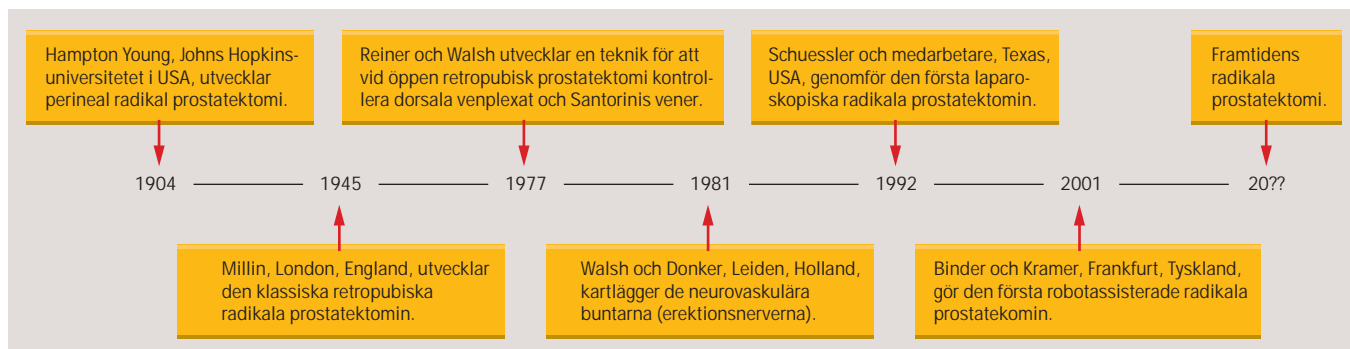 Hampton Young, Johns Hopkins-
universitetet i USA, utvecklar
perineal radikal prostatektomi.
Reiner och Walsh utvecklar en teknik för att
vid öppen retropubisk prostatektomi kontrol-
lera dorsala venplexat och Santorinis vener.
Schuessler och medarbetare, Texas,
USA, genomför den första laparo-
skopiska radikala prostatektomin.
Framtidens
radikala
prostatektomi.
1904 1945 1977 1981 1992 2001 20??
Millin, London, England, utvecklar
den klassiska retropubiska
radikala prostatektomin.
Walsh och Donker, Leiden, Holland,
kartlägger de neurovaskulära
buntarna (erektionsnerverna).
Binder och Kramer, Frankfurt, Tyskland,
gör den första robotassisterade radikala
prostatekomin.